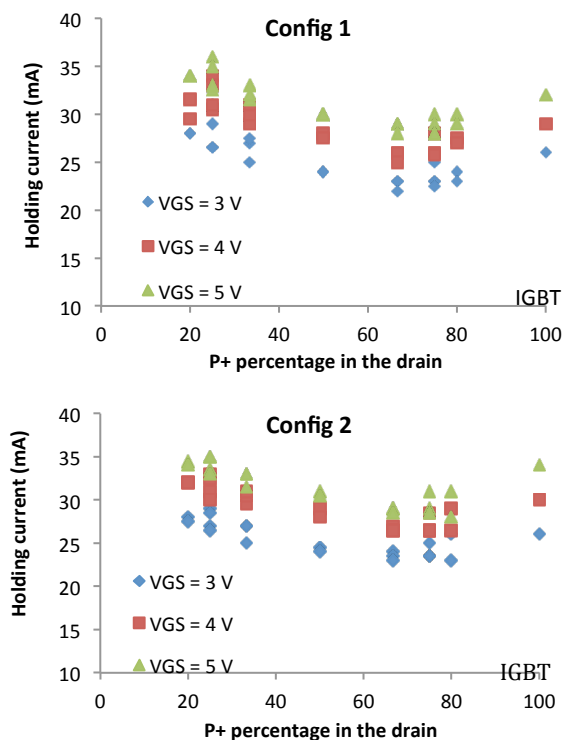 Config 1
Holding current (mA)
40
35
30
25
20
15
10
VGS = 3 V
VGS = 4 V
VGS = 5 V
IGBT
0 20 40 60 80 100
P+ percentage in the drain
Config 2
Holding current (mA)
40
35
30
25
20
15
10
VGS = 3 V
VGS = 4 V
VGS = 5 V
IGBT
0 20 40 60 80 100
P+ percentage in the drain